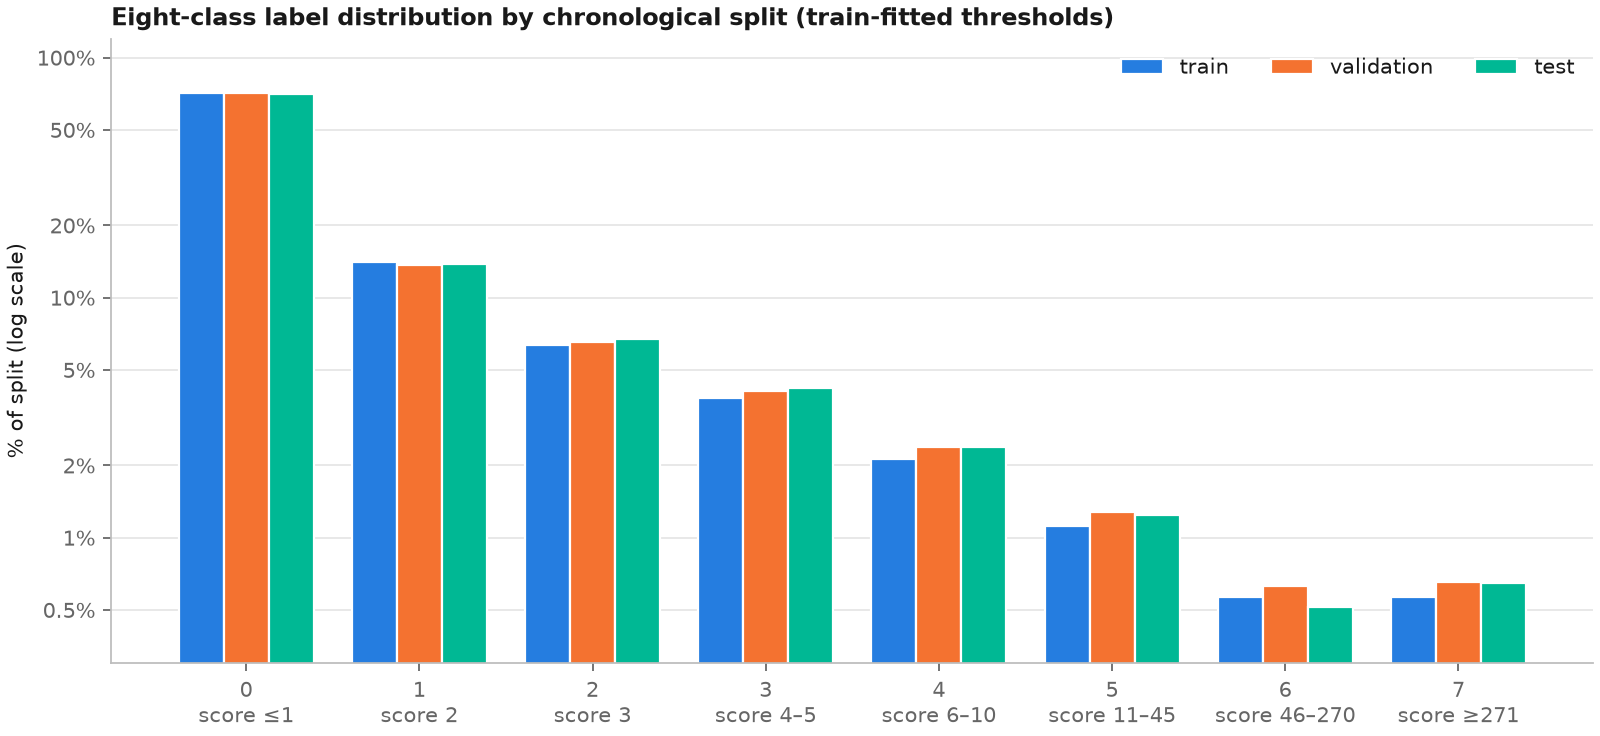 Eight-class label distribution by chronological split (train-fitted thresholds)
train validation test
% of split (log scale)
100%
50%
20%
10%
5%
2%
1%
0.5%
0 1 2 3 4 5 6 7
score ≤1 score 2 score 3 score 4–5 score 6–10 score 11–45 score 46–270 score ≥271